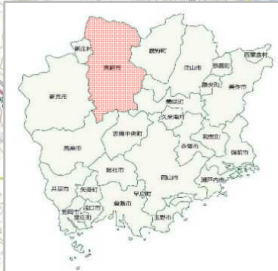 新庄村
真庭市
鏡野町
津山市
西粟倉村
奈義町
勝央町
美作市
新見市
美咲町
久米南町
吉備中央町
高梁市
赤磐市
和気町
備前市
総社市
岡山市
瀬戸内市
井原市
矢掛町
倉敷市
早島町
笠岡市
浅口市
里庄町
玉野市